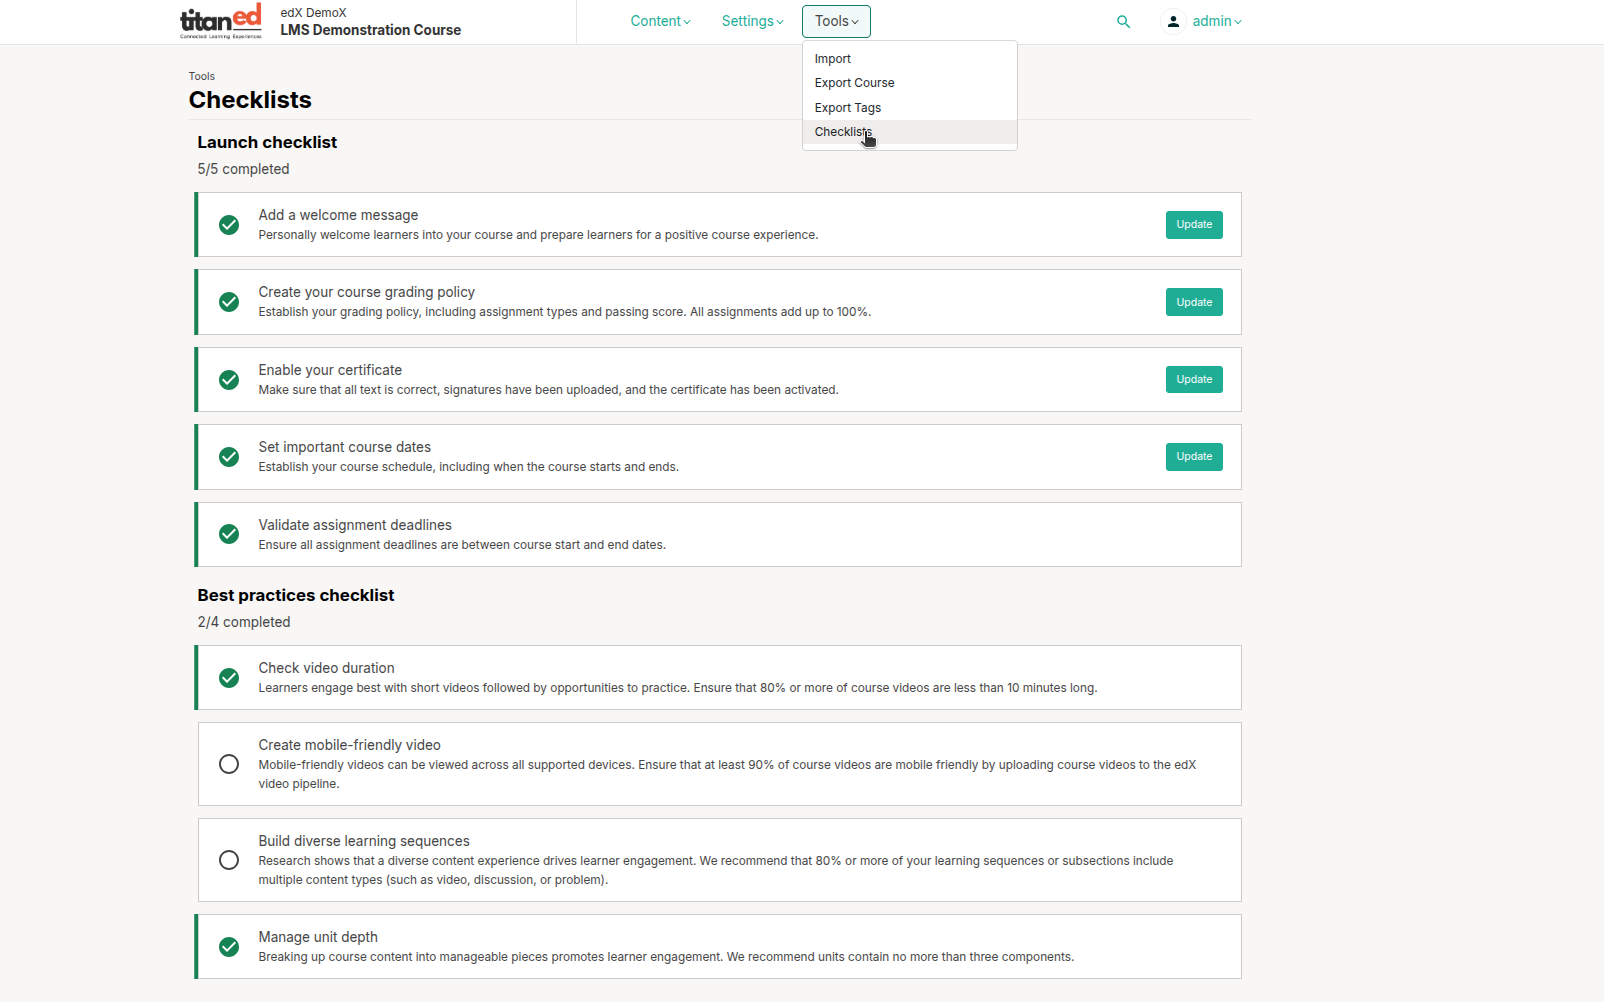 titaned
Connected Learning Experiences
edX DemoX
LMS Demonstration Course
Content
Settings
Tools
admin
Import
Export Course
Export Tags
Checklists
Tools
Checklists
Launch checklist
5/5 completed
Add a welcome message
Personally welcome learners into your course and prepare learners for a positive course experience.
Update
Create your course grading policy
Establish your grading policy, including assignment types and passing score. All assignments add up to 100%.
Update
Enable your certificate
Make sure that all text is correct, signatures have been uploaded, and the certificate has been activated.
Update
Set important course dates
Establish your course schedule, including when the course starts and ends.
Update
Validate assignment deadlines
Ensure all assignment deadlines are between course start and end dates.
Best practices checklist
2/4 completed
Check video duration
Learners engage best with short videos followed by opportunities to practice. Ensure that 80% or more of course videos are less than 10 minutes long.
Create mobile-friendly video
Mobile-friendly videos can be viewed across all supported devices. Ensure that at least 90% of course videos are mobile friendly by uploading course videos to the edX
video pipeline.
Build diverse learning sequences
Research shows that a diverse content experience drives learner engagement. We recommend that 80% or more of your learning sequences or subsections include
multiple content types (such as video, discussion, or problem).
Manage unit depth
Breaking up course content into manageable pieces promotes learner engagement. We recommend units contain no more than three components.